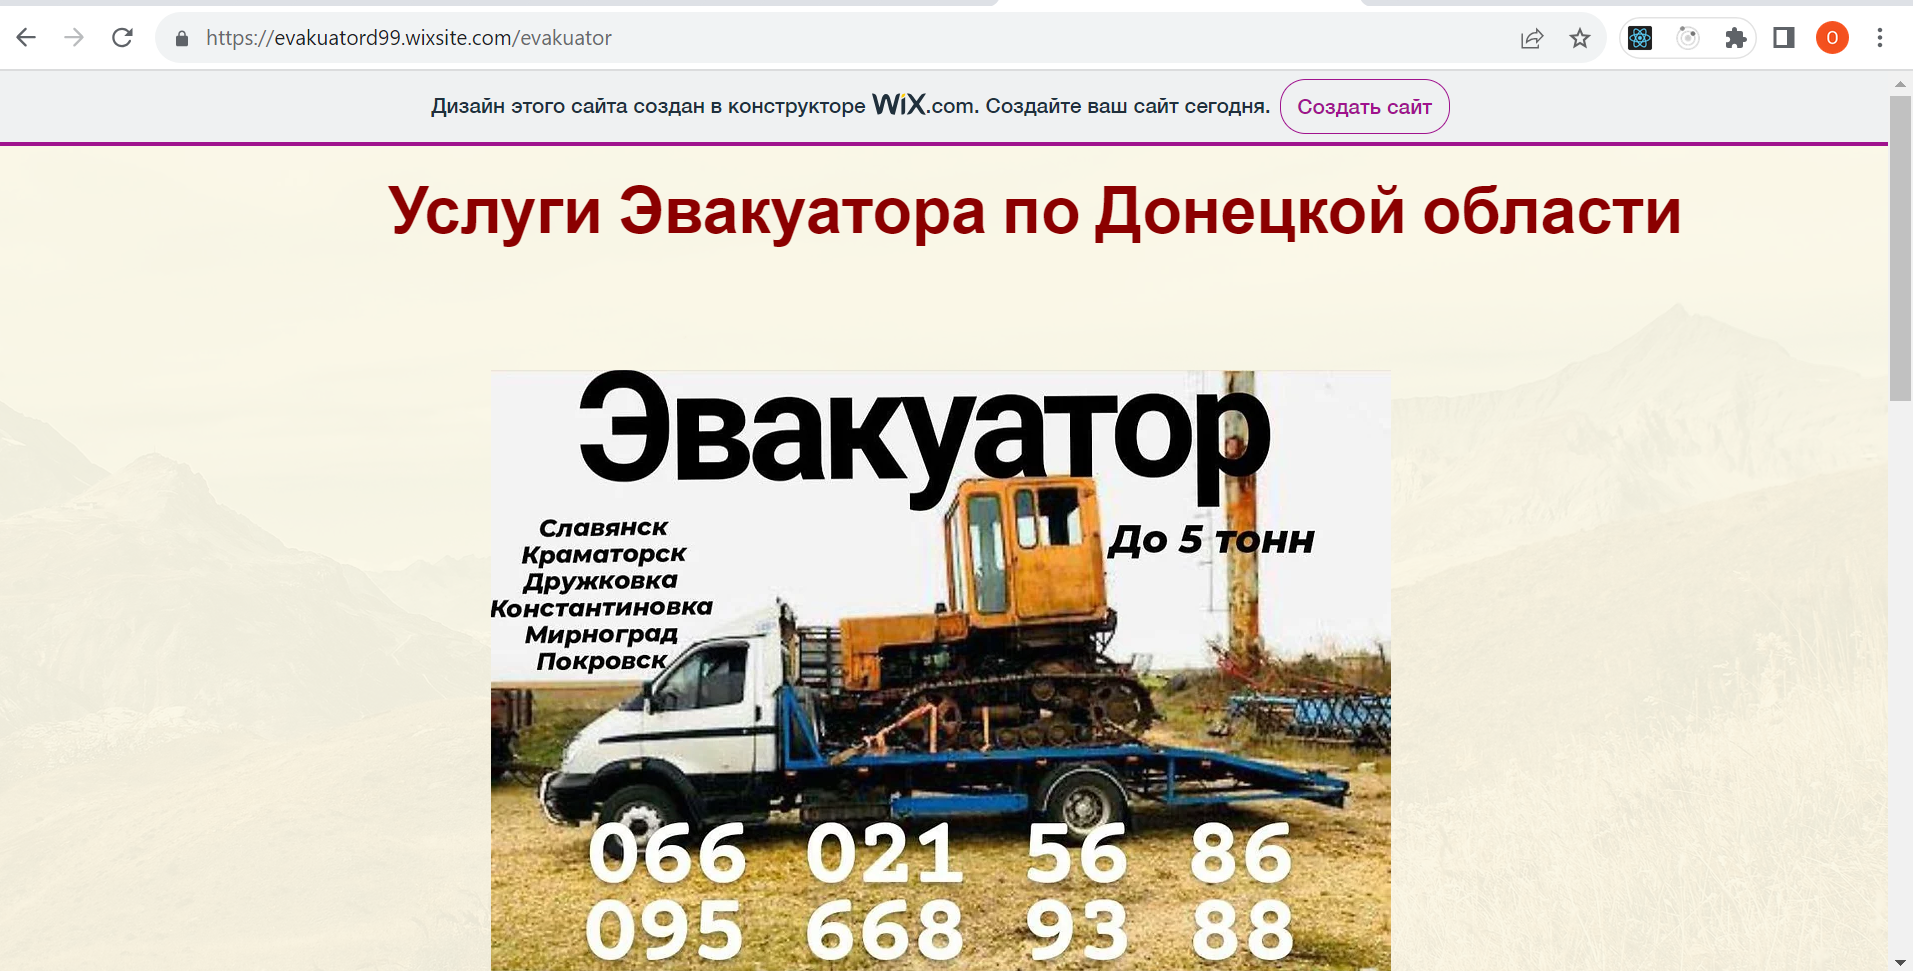 https://evakuatord99.wixsite.com/evakuator
О
Дизайн этого сайта создан в конструкторе WiX.com. Создайте ваш сайт сегодня.
Создать сайт
Услуги Эвакуатора по Донецкой области
Эвакуатор
Славянск
Краматорск
Дружковка
Константиновка
Мирноград
Покровск
До 5 тонн
066 021 56 86
095 668 93 88